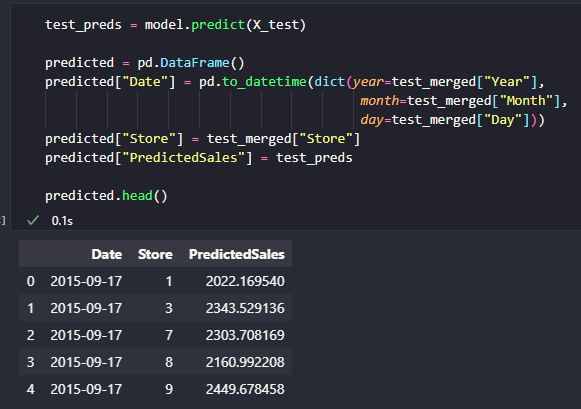 test_preds = model.predict(X_test)
predicted = pd.DataFrame()
predicted["Date"] = pd.to_datetime(dict(year=test_merged["Year"],
month=test_merged["Month"],
day=test_merged["Day"]))
predicted["Store"] = test_merged["Store"]
predicted["PredictedSales"] = test_preds
predicted.head()
] ✓ 0.1s
Date Store PredictedSales
0 2015-09-17 1 2022.169540
1 2015-09-17 3 2343.529136
2 2015-09-17 7 2303.708169
3 2015-09-17 8 2160.992208
4 2015-09-17 9 2449.678458